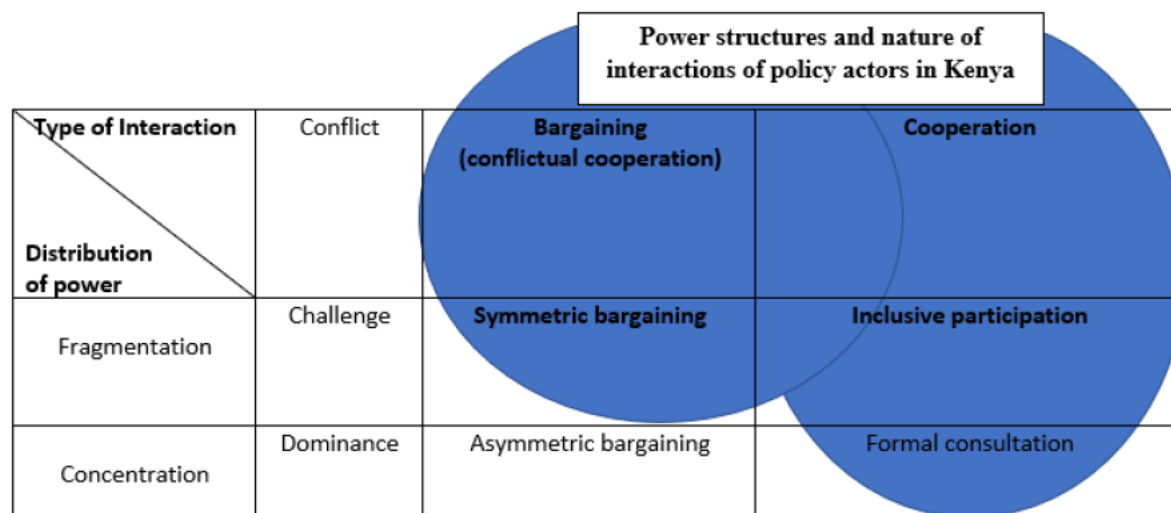 Power structures and nature of
interactions of policy actors in Kenya
Type of Interaction
Distribution
of power
Conflict
Bargaining
(conflictual cooperation)
Cooperation
Fragmentation
Challenge
Symmetric bargaining
Inclusive participation
Concentration
Dominance
Asymmetric bargaining
Formal consultation